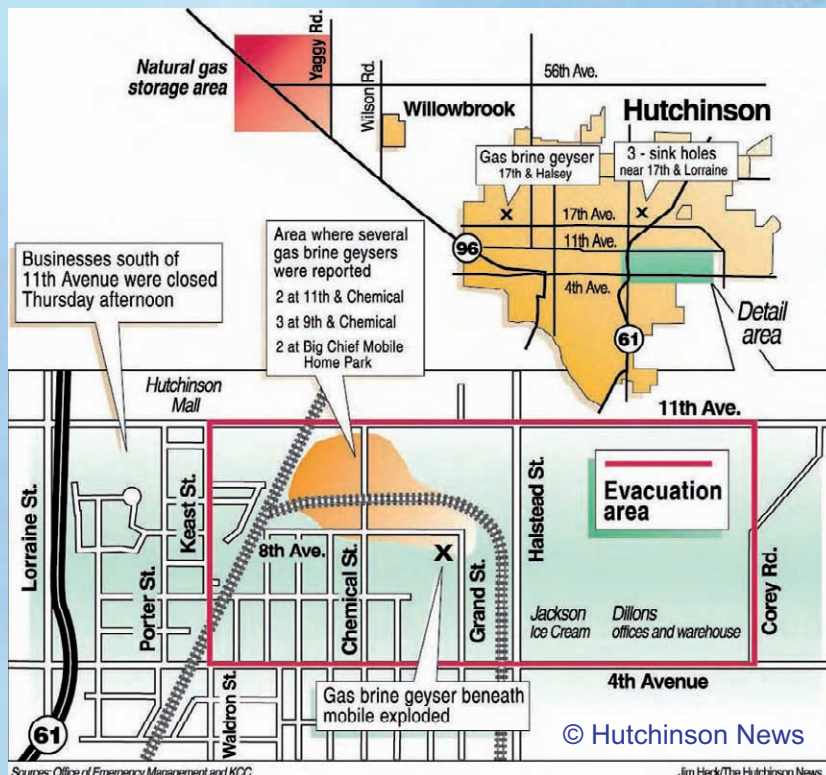 Natural gas
storage area
Yaggy Rd.
Wilson Rd.
56th Ave.
Willowbrook
Hutchinson
Gas brine geyser
17th & Halsey
3 - sink holes
near 17th & Lorraine
X
X
17th Ave.
11th Ave.
96
4th Ave.
61
Detail
area
Businesses south of
11th Avenue were closed
Thursday afternoon
Area where several
gas brine geysers
were reported
2 at 11th & Chemical
3 at 9th & Chemical
2 at Big Chief Mobile
Home Park
Hutchinson
Mall
11th Ave.
Lorraine St.
Porter St.
Keast St.
8th Ave.
Chemical St.
X
Grand St.
Halstead St.
Evacuation
area
Corey Rd.
Jackson
Ice Cream
Dillons
offices and warehouse
Waldron St.
4th Avenue
Gas brine geyser beneath
mobile exploded
61
© Hutchinson News
Sources: Office of Emergency Management and KCC
Jim Heck/The Hutchinson News